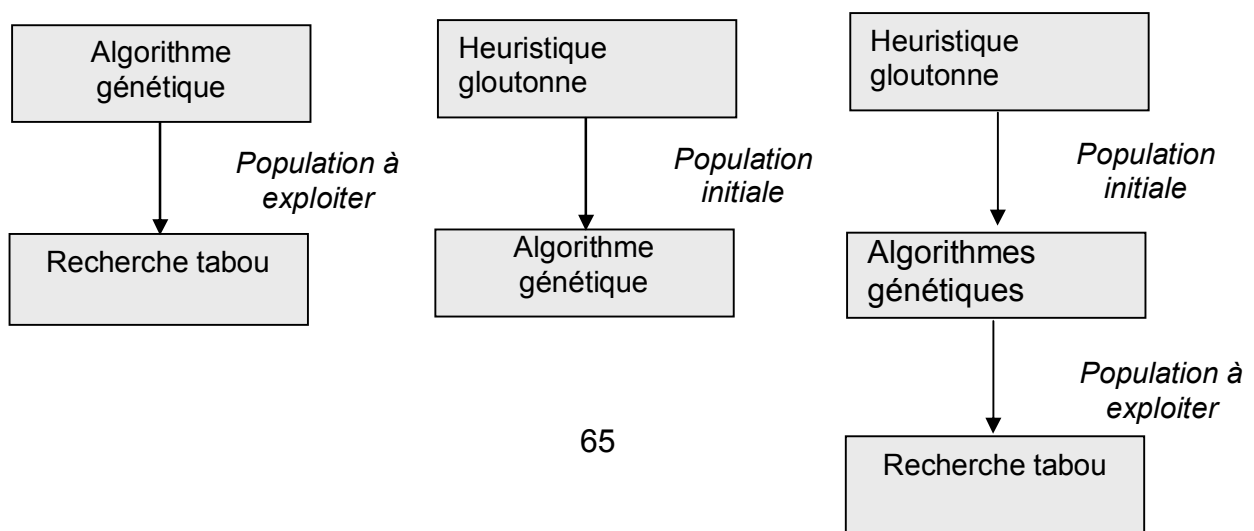 Algorithme
génétique
Population à
exploiter
Recherche tabou
Heuristique
gloutonne
Population
initiale
Algorithme
génétique
Heuristique
gloutonne
Population
initiale
Algorithmes
génétiques
Population à
exploiter
Recherche tabou
65